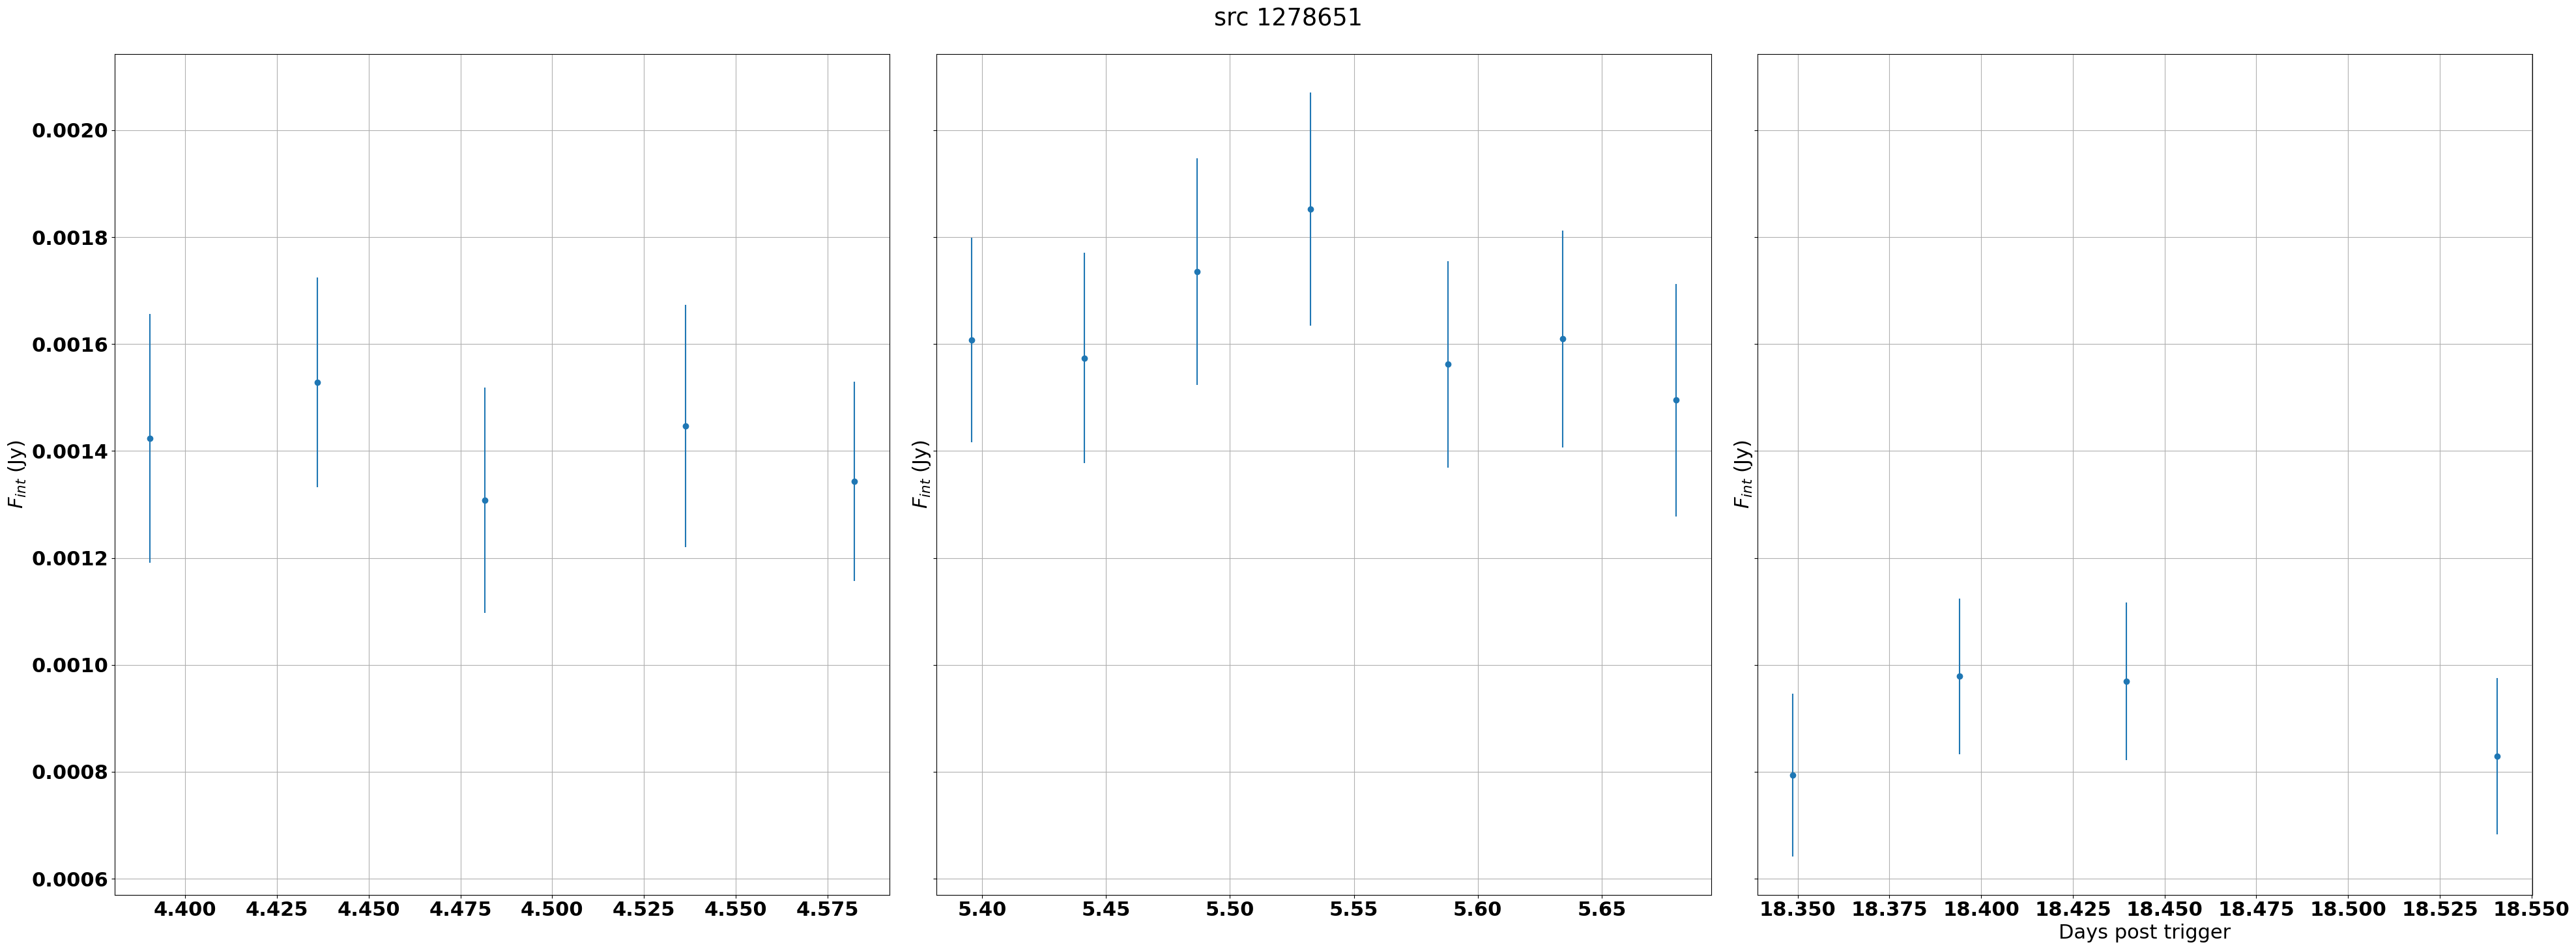 src 1278651
F_int (Jy)
0.0020
0.0018
0.0016
0.0014
0.0012
0.0010
0.0008
0.0006
4.400 4.425 4.450 4.475 4.500 4.525 4.550 4.575
F_int (Jy)
5.40 5.45 5.50 5.55 5.60 5.65
F_int (Jy)
18.350 18.375 18.400 18.425 18.450 18.475 18.500 18.525 18.550
Days post trigger